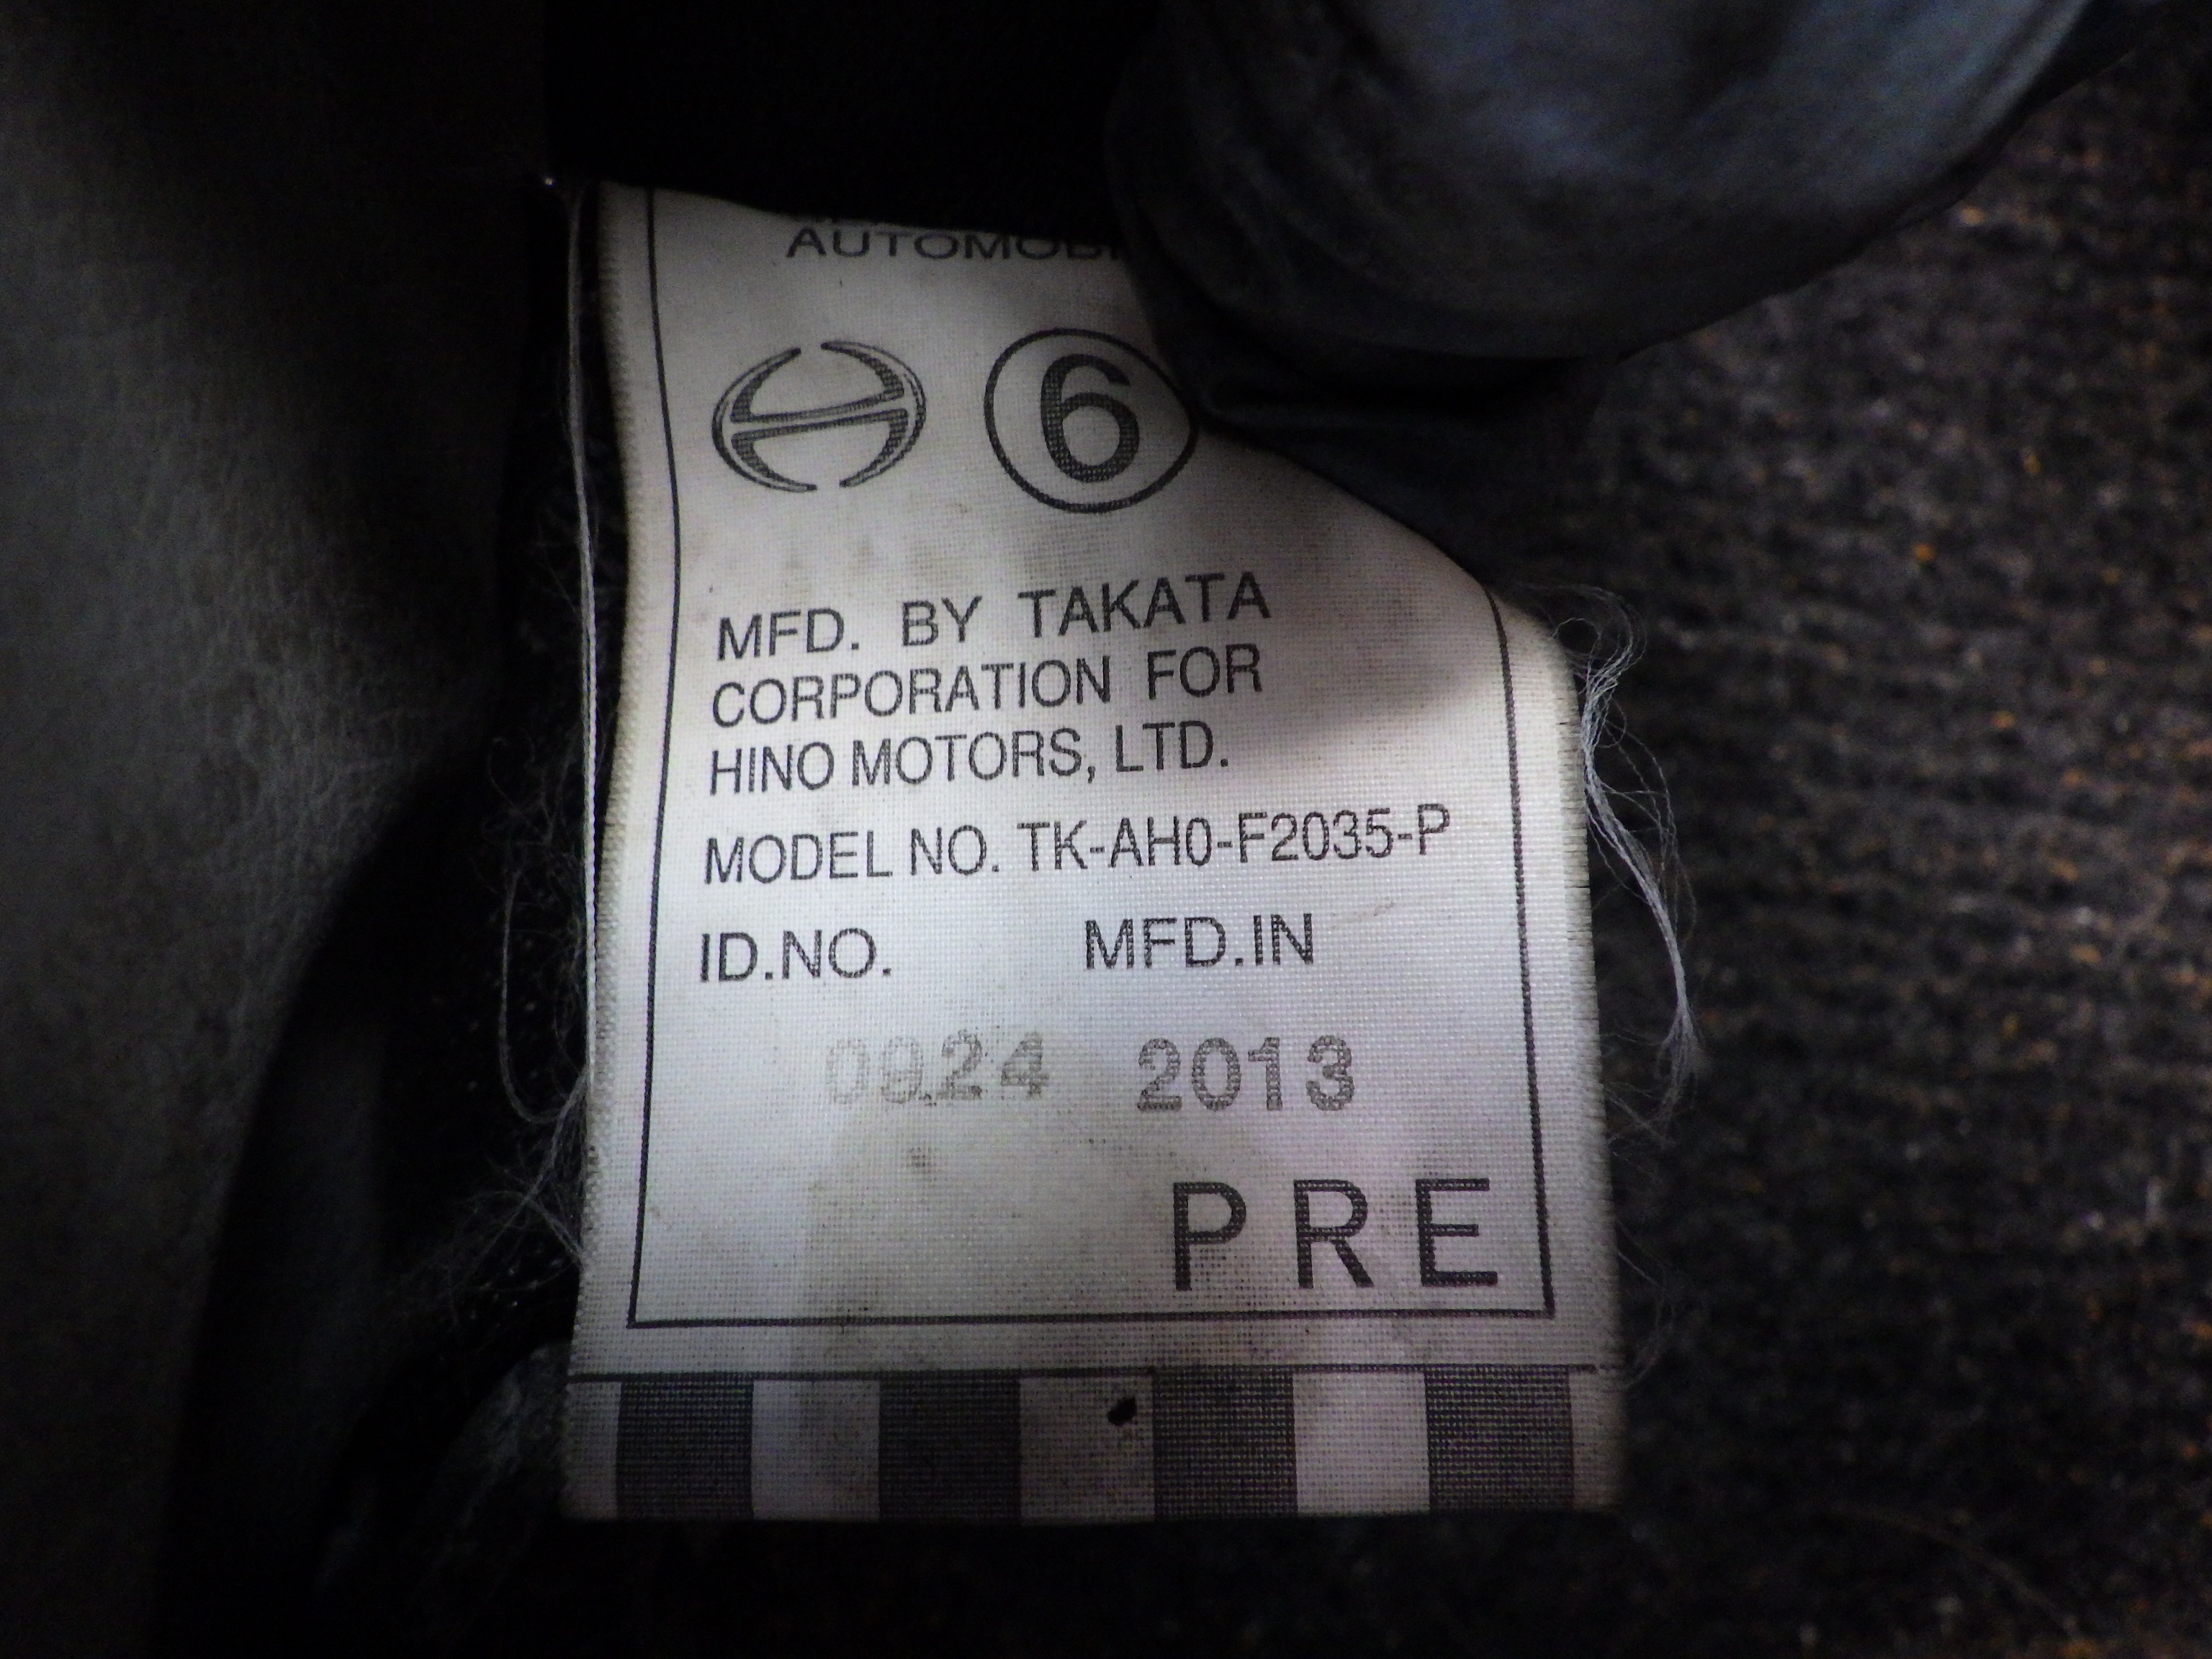 6
MFD. BY TAKATA
CORPORATION FOR
HINO MOTORS, LTD.
MODEL NO. TK-AH0-F2035-P
ID.NO. MFD.IN
0924 2013
PRE